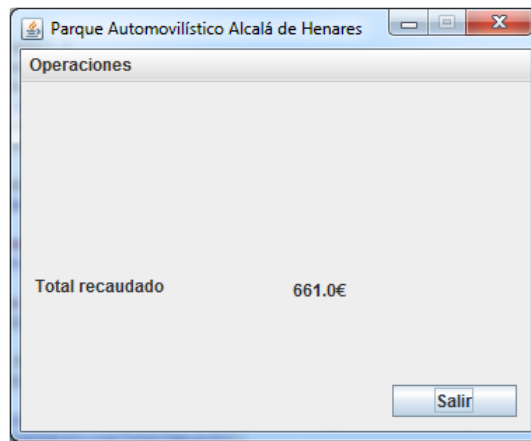 Parque Automovilístico Alcalá de Henares
Operaciones
Total recaudado 661.0€
Salir